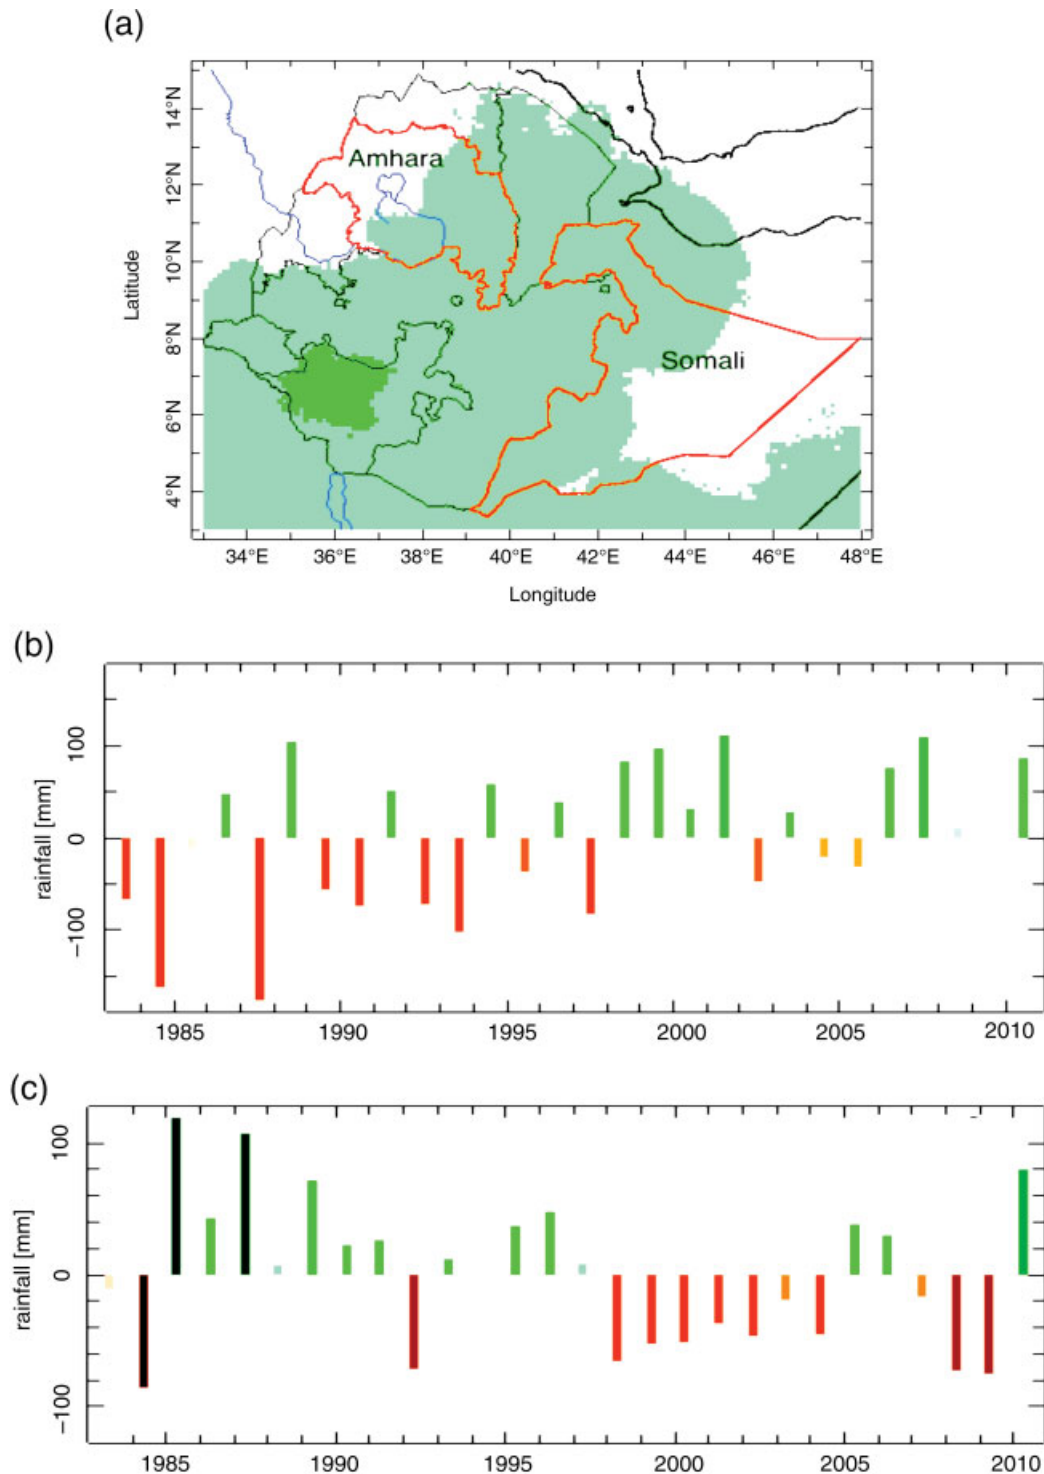 (a)
14°N
12°N
10°N
8°N
6°N
4°N
Latitude
Amhara
Somali
34°E 36°E 38°E 40°E 42°E 44°E 46°E 48°E
Longitude
(b)
100
0
−100
rainfall [mm]
1985 1990 1995 2000 2005 2010
(c)
100
0
−100
rainfall [mm]
1985 1990 1995 2000 2005 2010